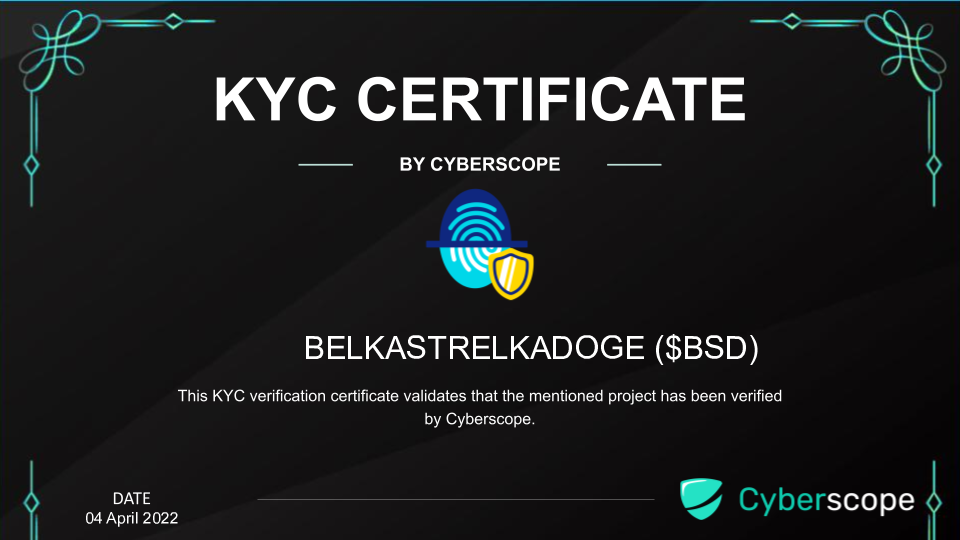 KYC CERTIFICATE
BY CYBERSCOPE
BELKASTRELKADOGE ($BSD)
This KYC verification certificate validates that the mentioned project has been verified
by Cyberscope.
DATE
04 April 2022
Cyberscope